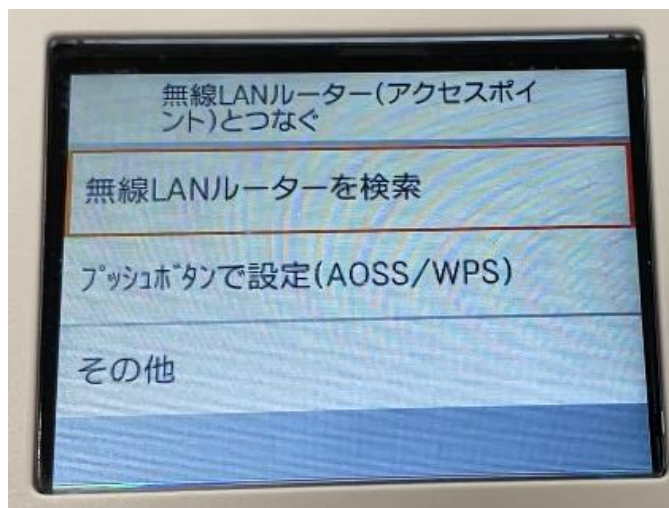 無線LANルーター(アクセスポイ
ント)とつなぐ
無線LANルーターを検索
プッシュボタンで設定(AOSS/WPS)
その他